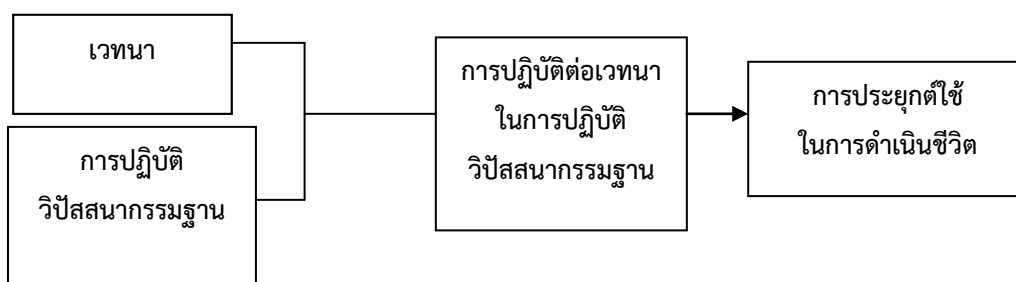 เวทนา
การปฏิบัติ
วิปัสสนากรรมฐาน
การปฏิบัติต่อเวทนา
ในการปฏิบัติ
วิปัสสนากรรมฐาน
การประยุกต์ใช้
ในการดำเนินชีวิต